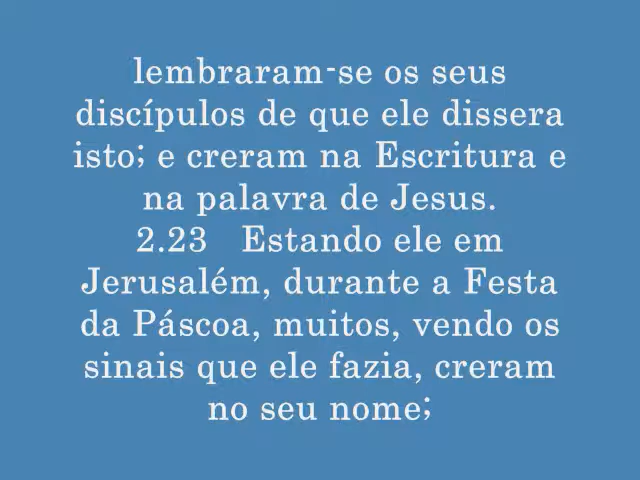 lembraram-se os seus
discípulos de que ele dissera
isto; e creram na Escritura e
na palavra de Jesus.
2.23 Estando ele em
Jerusalém, durante a Festa
da Páscoa, muitos, vendo os
sinais que ele fazia, creram
no seu nome;